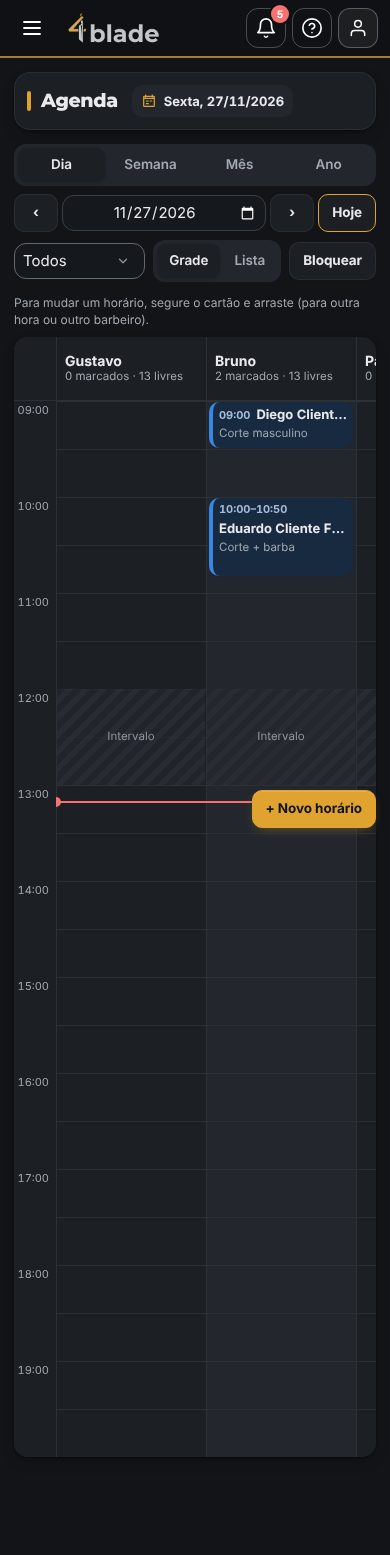 4blade
5
Agenda
Sexta, 27/11/2026
Dia Semana Mês Ano
‹ 11/27/2026 › Hoje
Todos Grade Lista Bloquear
Para mudar um horário, segure o cartão e arraste (para outra
hora ou outro barbeiro).
Gustavo
0 marcados · 13 livres
Bruno
2 marcados · 13 livres
Pa
0
09:00
09:00 Diego Client...
Corte masculino
10:00
10:00–10:50
Eduardo Cliente F...
Corte + barba
11:00
12:00
Intervalo Intervalo
13:00
+ Novo horário
14:00
15:00
16:00
17:00
18:00
19:00